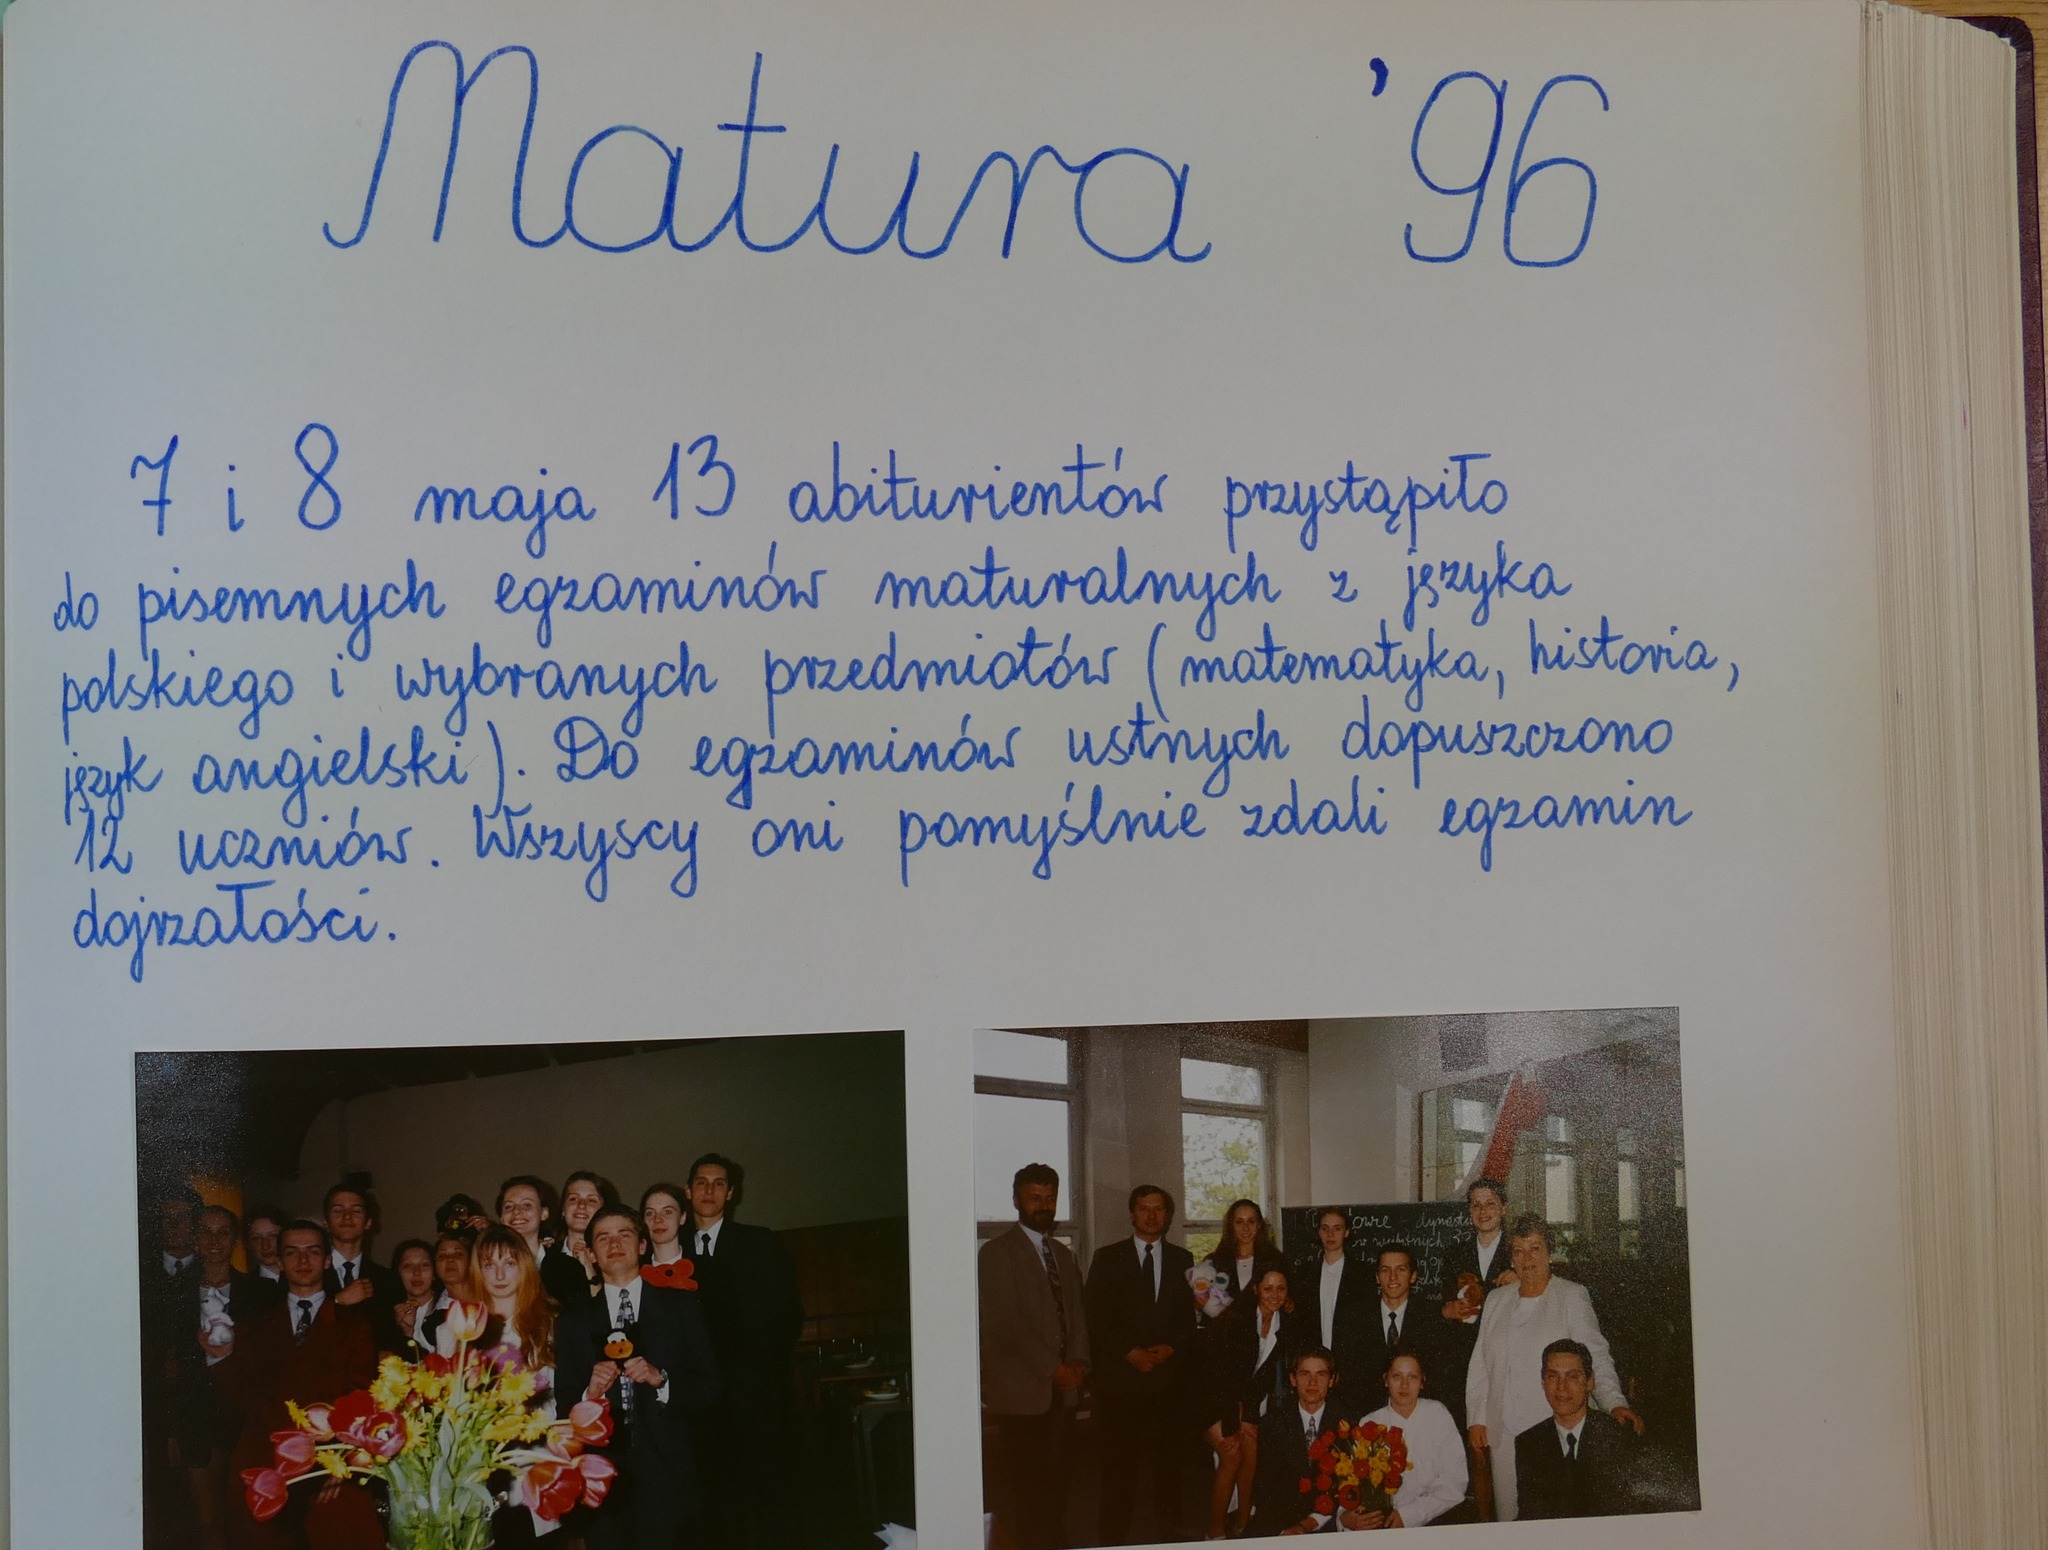 Matura '96
7 i 8 maja 13 abiturientów przystąpiło
do pisemnych egzaminów maturalnych z języka
polskiego i wybranych przedmiotów (matematyka, historia,
język angielski). Do egzaminów ustnych dopuszczono
12 uczniów. Wszyscy oni pomyślnie zdali egzamin
dojrzałości.